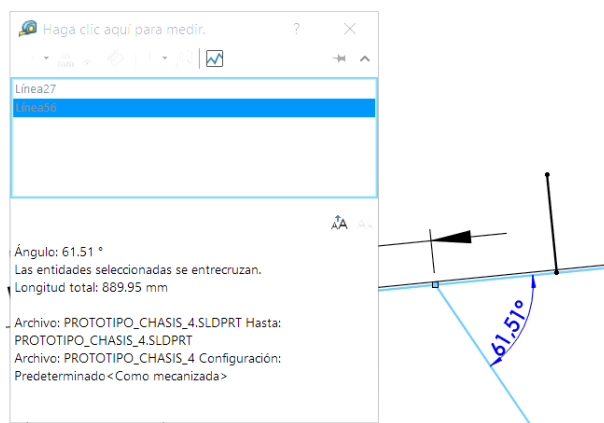 Haga clic aquí para medir.
Línea27
Línea56
Ángulo: 61.51 °
Las entidades seleccionadas se entrecruzan.
Longitud total: 889.95 mm
Archivo: PROTOTIPO_CHASIS_4.SLDPRT Hasta:
PROTOTIPO_CHASIS_4.SLDPRT
Archivo: PROTOTIPO_CHASIS_4 Configuración:
Predeterminado<Como mecanizada>
61,51°